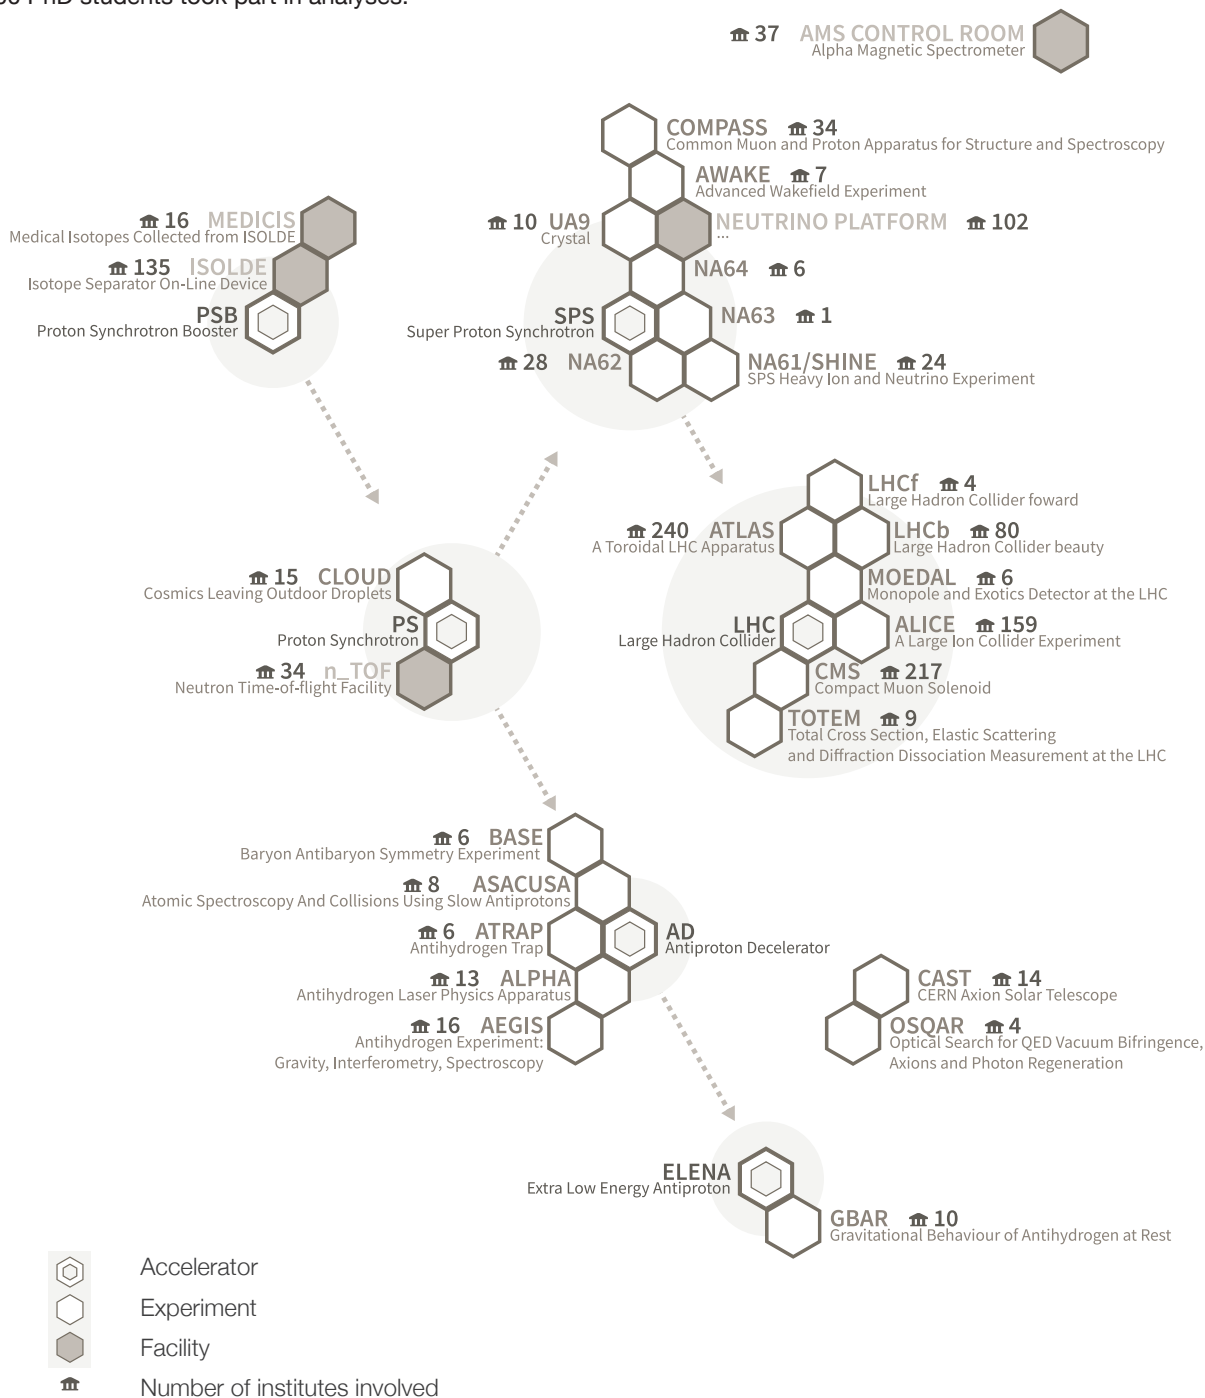 PhD students took part in analyses.
37 AMS CONTROL ROOM
Alpha Magnetic Spectrometer
COMPASS 34
Common Muon and Proton Apparatus for Structure and Spectroscopy
AWAKE 7
Advanced Wakefield Experiment
16 MEDICIS
Medical Isotopes Collected from ISOLDE
10 UA9
Crystal
NEUTRINO PLATFORM 102
...
135 ISOLDE
Isotope Separator On-Line Device
NA64 6
PSB
Proton Synchrotron Booster
SPS
Super Proton Synchrotron
NA63 1
28 NA62
NA61/SHINE 24
SPS Heavy Ion and Neutrino Experiment
LHCf 4
Large Hadron Collider foward
240 ATLAS
A Toroidal LHC Apparatus
LHCb 80
Large Hadron Collider beauty
15 CLOUD
Cosmics Leaving Outdoor Droplets
MOEDAL 6
Monopole and Exotics Detector at the LHC
PS
Proton Synchrotron
LHC
Large Hadron Collider
ALICE 159
A Large Ion Collider Experiment
34 n_TOF
Neutron Time-of-flight Facility
CMS 217
Compact Muon Solenoid
TOTEM 9
Total Cross Section, Elastic Scattering
and Diffraction Dissociation Measurement at the LHC
6 BASE
Baryon Antibaryon Symmetry Experiment
8 ASACUSA
Atomic Spectroscopy And Collisions Using Slow Antiprotons
6 ATRAP
Antihydrogen Trap
AD
Antiproton Decelerator
13 ALPHA
Antihydrogen Laser Physics Apparatus
CAST 14
CERN Axion Solar Telescope
16 AEGIS
Antihydrogen Experiment:
Gravity, Interferometry, Spectroscopy
OSQAR 4
Optical Search for QED Vacuum Bifringence,
Axions and Photon Regeneration
ELENA
Extra Low Energy Antiproton
GBAR 10
Gravitational Behaviour of Antihydrogen at Rest
Accelerator
Experiment
Facility
Number of institutes involved